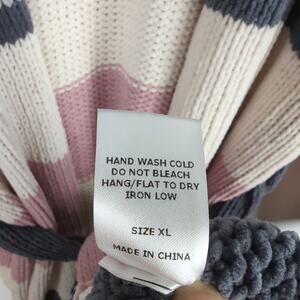 HAND WASH COLD
DO NOT BLEACH
HANG/FLAT TO DRY
IRON LOW
SIZE XL
MADE IN CHINA